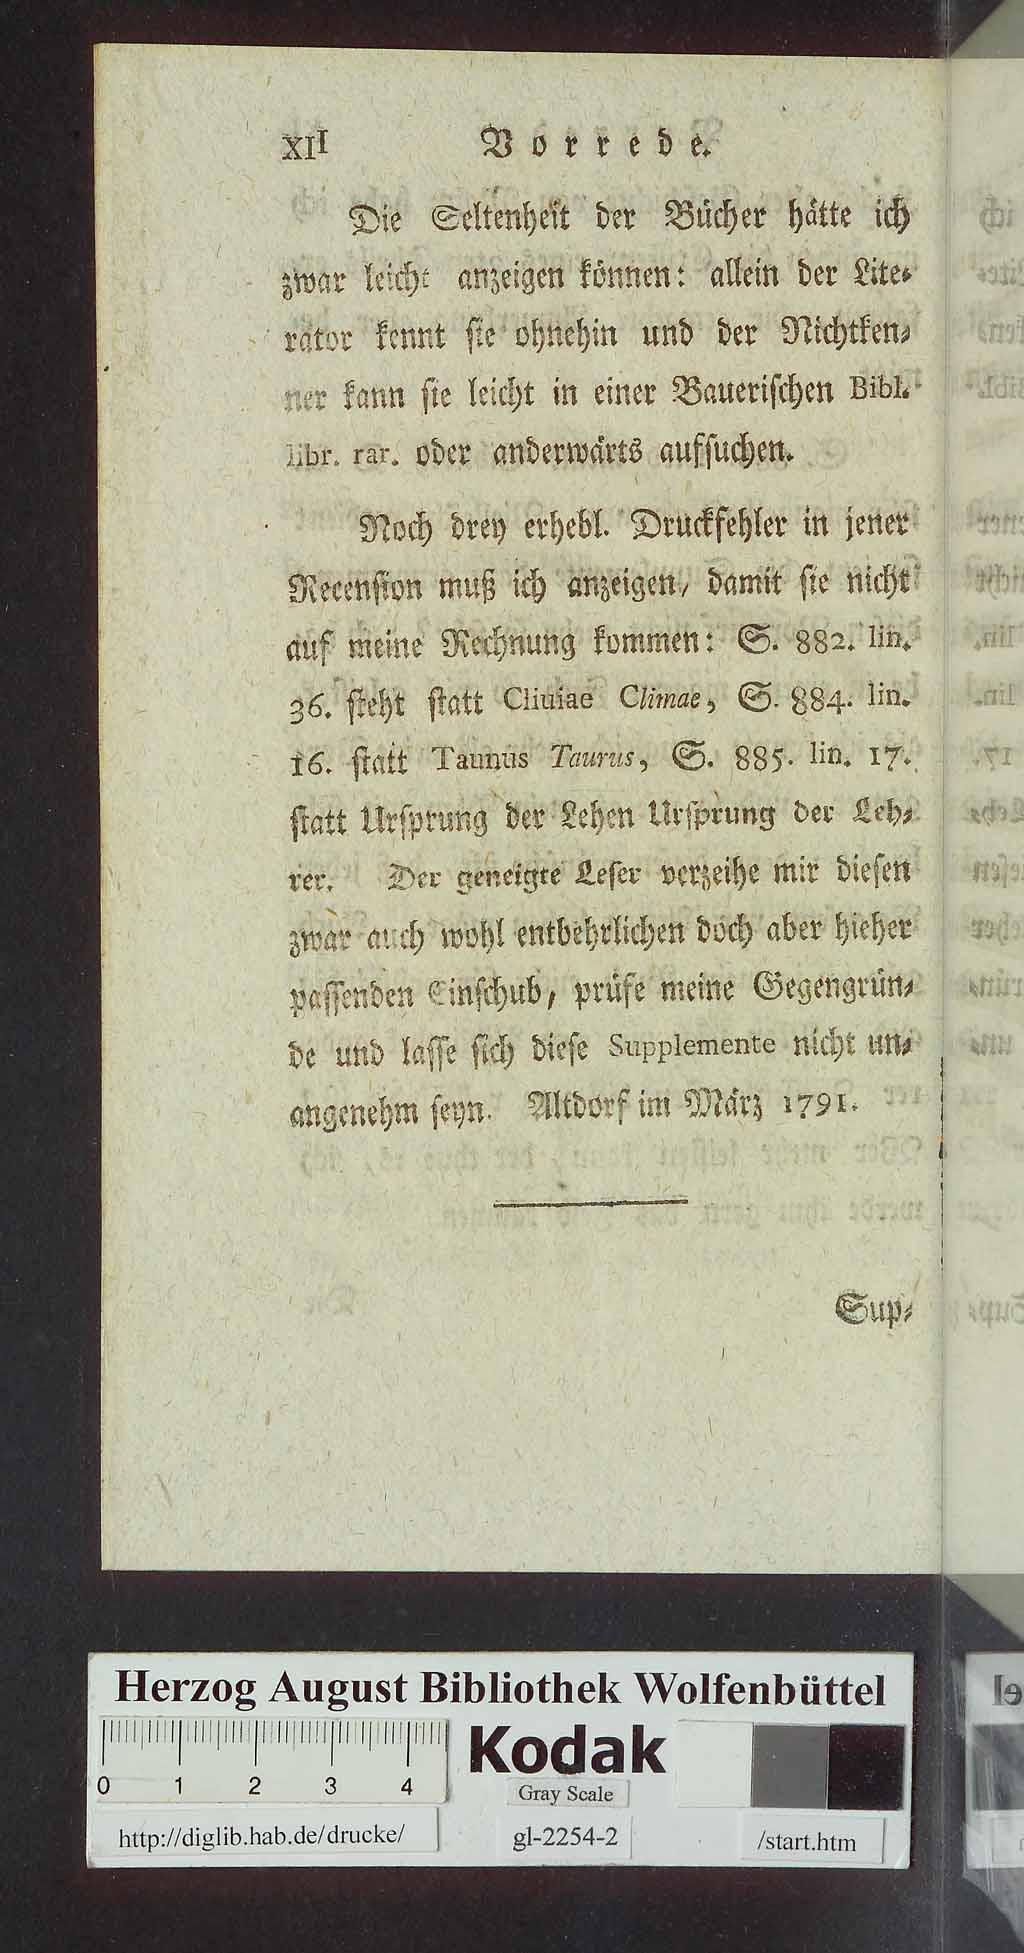 XII Vorrede.
Die Seltenheit der Bücher hätte ich
zwar leicht anzeigen können: allein der Lite-
rator kennt sie ohnehin und der Nichtken-
ner kann sie leicht in einer Bauerischen Bibl.
libr. rar. oder anderwärts aufsuchen.
Noch drey erhebl. Druckfehler in jener
Recension muß ich anzeigen, damit sie nicht
auf meine Rechnung kommen: S. 882. lin.
36. steht statt Cliuiae Climae, S. 884. lin.
16. statt Taunus Taurus, S. 885. lin. 17.
statt Ursprung der Lehen Ursprung der Leh-
rer. Der geneigte Leser verzeihe mir diesen
zwar auch wohl entbehrlichen doch aber hieher
passenden Einschub, prüfe meine Gegengrün-
de und lasse sich diese Supplemente nicht un-
angenehm seyn. Altdorf im März 1791.
Sup-
Herzog August Bibliothek Wolfenbüttel
0 1 2 3 4
Kodak
Gray Scale
http://diglib.hab.de/drucke/ gl-2254-2 /start.htm